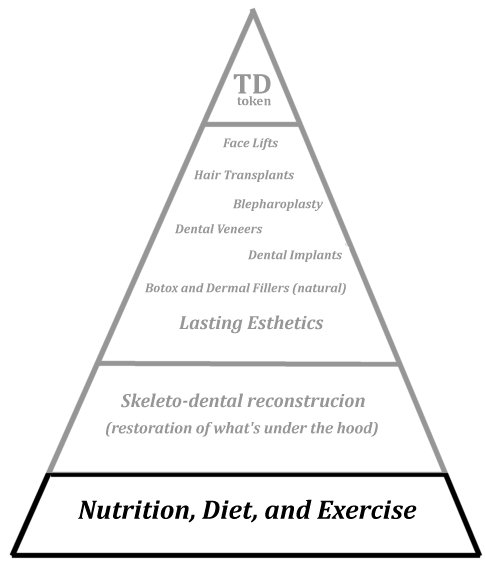 TD
token
Face Lifts
Hair Transplants
Blepharoplasty
Dental Veneers
Dental Implants
Botox and Dermal Fillers (natural)
Lasting Esthetics
Skeleto-dental reconstrucion
(restoration of what's under the hood)
Nutrition, Diet, and Exercise